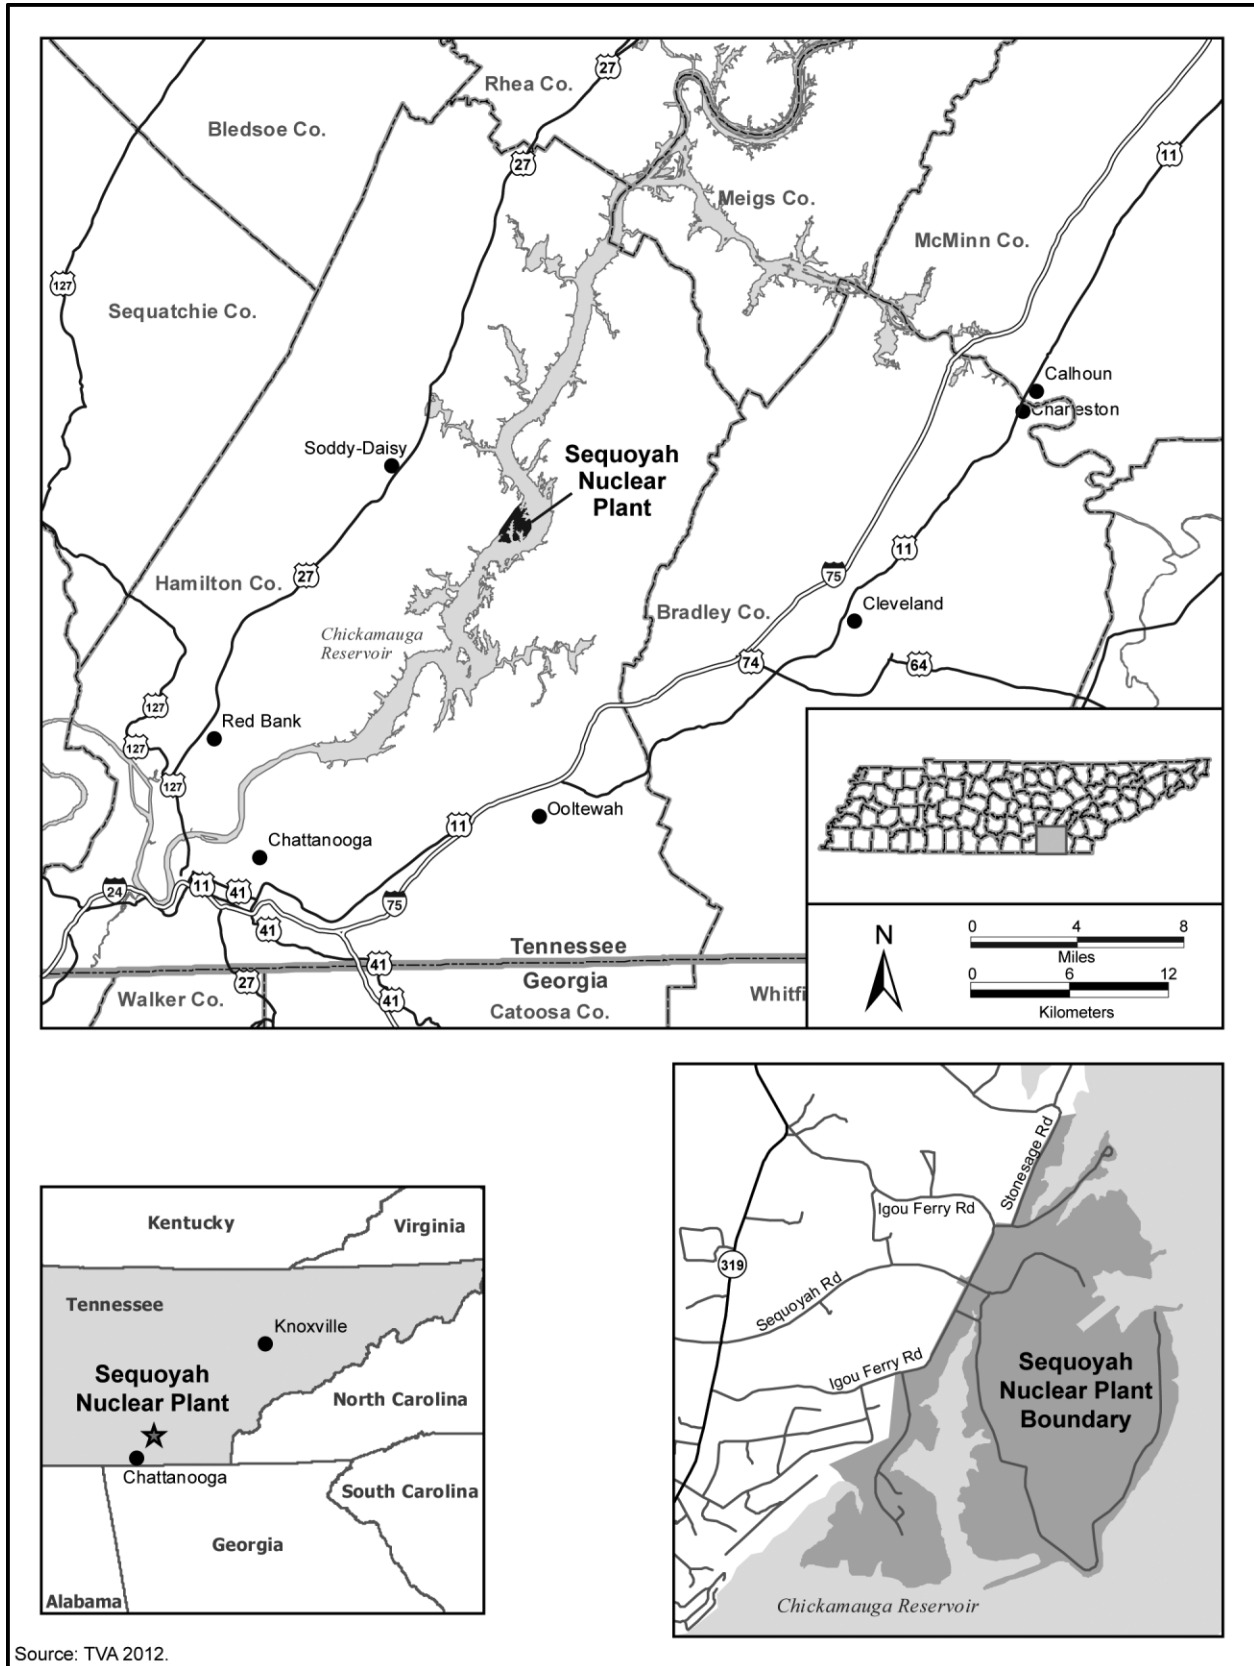 Rhea Co.
27
Bledsoe Co.
27
11
Meigs Co.
McMinn Co.
127
Sequatchie Co.
Calhoun
Charleston
Soddy-Daisy
Sequoyah
Nuclear
Plant
27
Hamilton Co.
11
75
Cleveland
Bradley Co.
Chickamauga
Reservoir
74
64
127
Red Bank
127
127
Ooltewah
11
Chattanooga
24
11
41
75
41
Tennessee
41
Georgia
27
Walker Co.
41
Catoosa Co.
Whitfi
N
0 4 8
Miles
0 6 12
Kilometers
Kentucky
Virginia
Tennessee
Knoxville
Sequoyah
Nuclear Plant
North Carolina
Chattanooga
South Carolina
Georgia
Alabama
Stonesage Rd
Igou Ferry Rd
319
Sequoyah Rd
Igou Ferry Rd
Sequoyah
Nuclear Plant
Boundary
Chickamauga Reservoir
Source: TVA 2012.